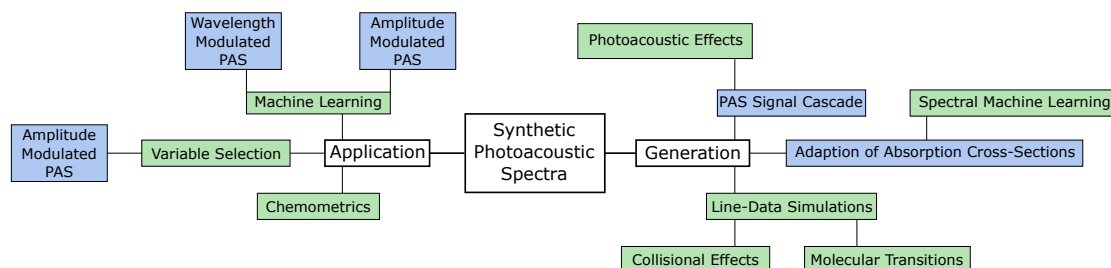 Wavelength
Modulated
PAS
Amplitude
Modulated
PAS
Photoacoustic Effects
Machine Learning
PAS Signal Cascade
Spectral Machine Learning
Amplitude
Modulated
PAS
Variable Selection
Application
Synthetic
Photoacoustic
Spectra
Generation
Adaption of Absorption Cross-Sections
Chemometrics
Line-Data Simulations
Collisional Effects
Molecular Transitions